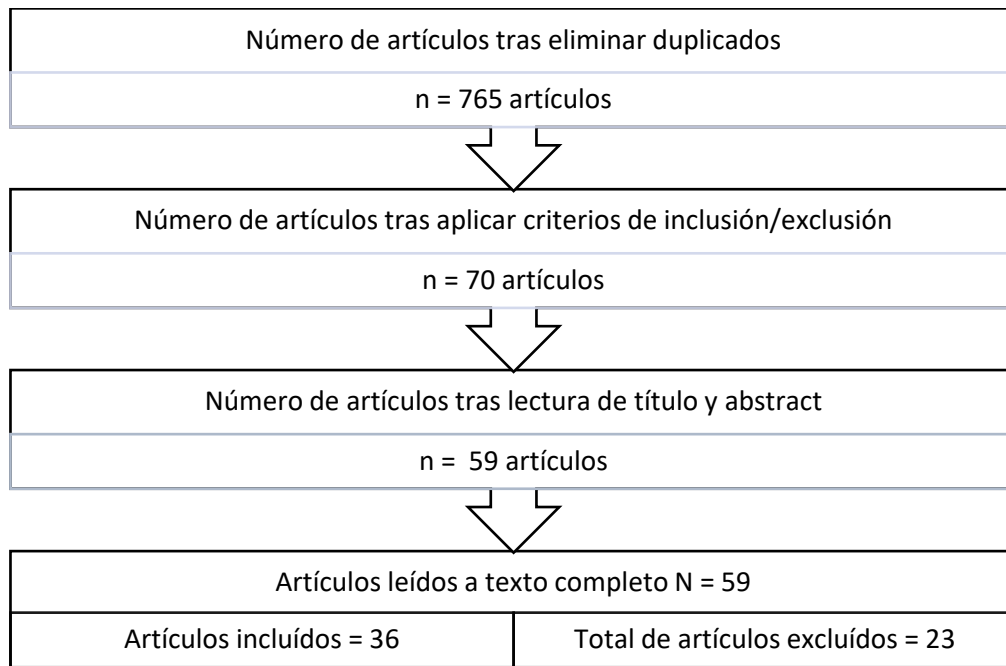 Número de artículos tras eliminar duplicados
n = 765 artículos
Número de artículos tras aplicar criterios de inclusión/exclusión
n = 70 artículos
Número de artículos tras lectura de título y abstract
n = 59 artículos
Artículos leídos a texto completo N = 59
Artículos incluídos = 36
Total de artículos excluídos = 23